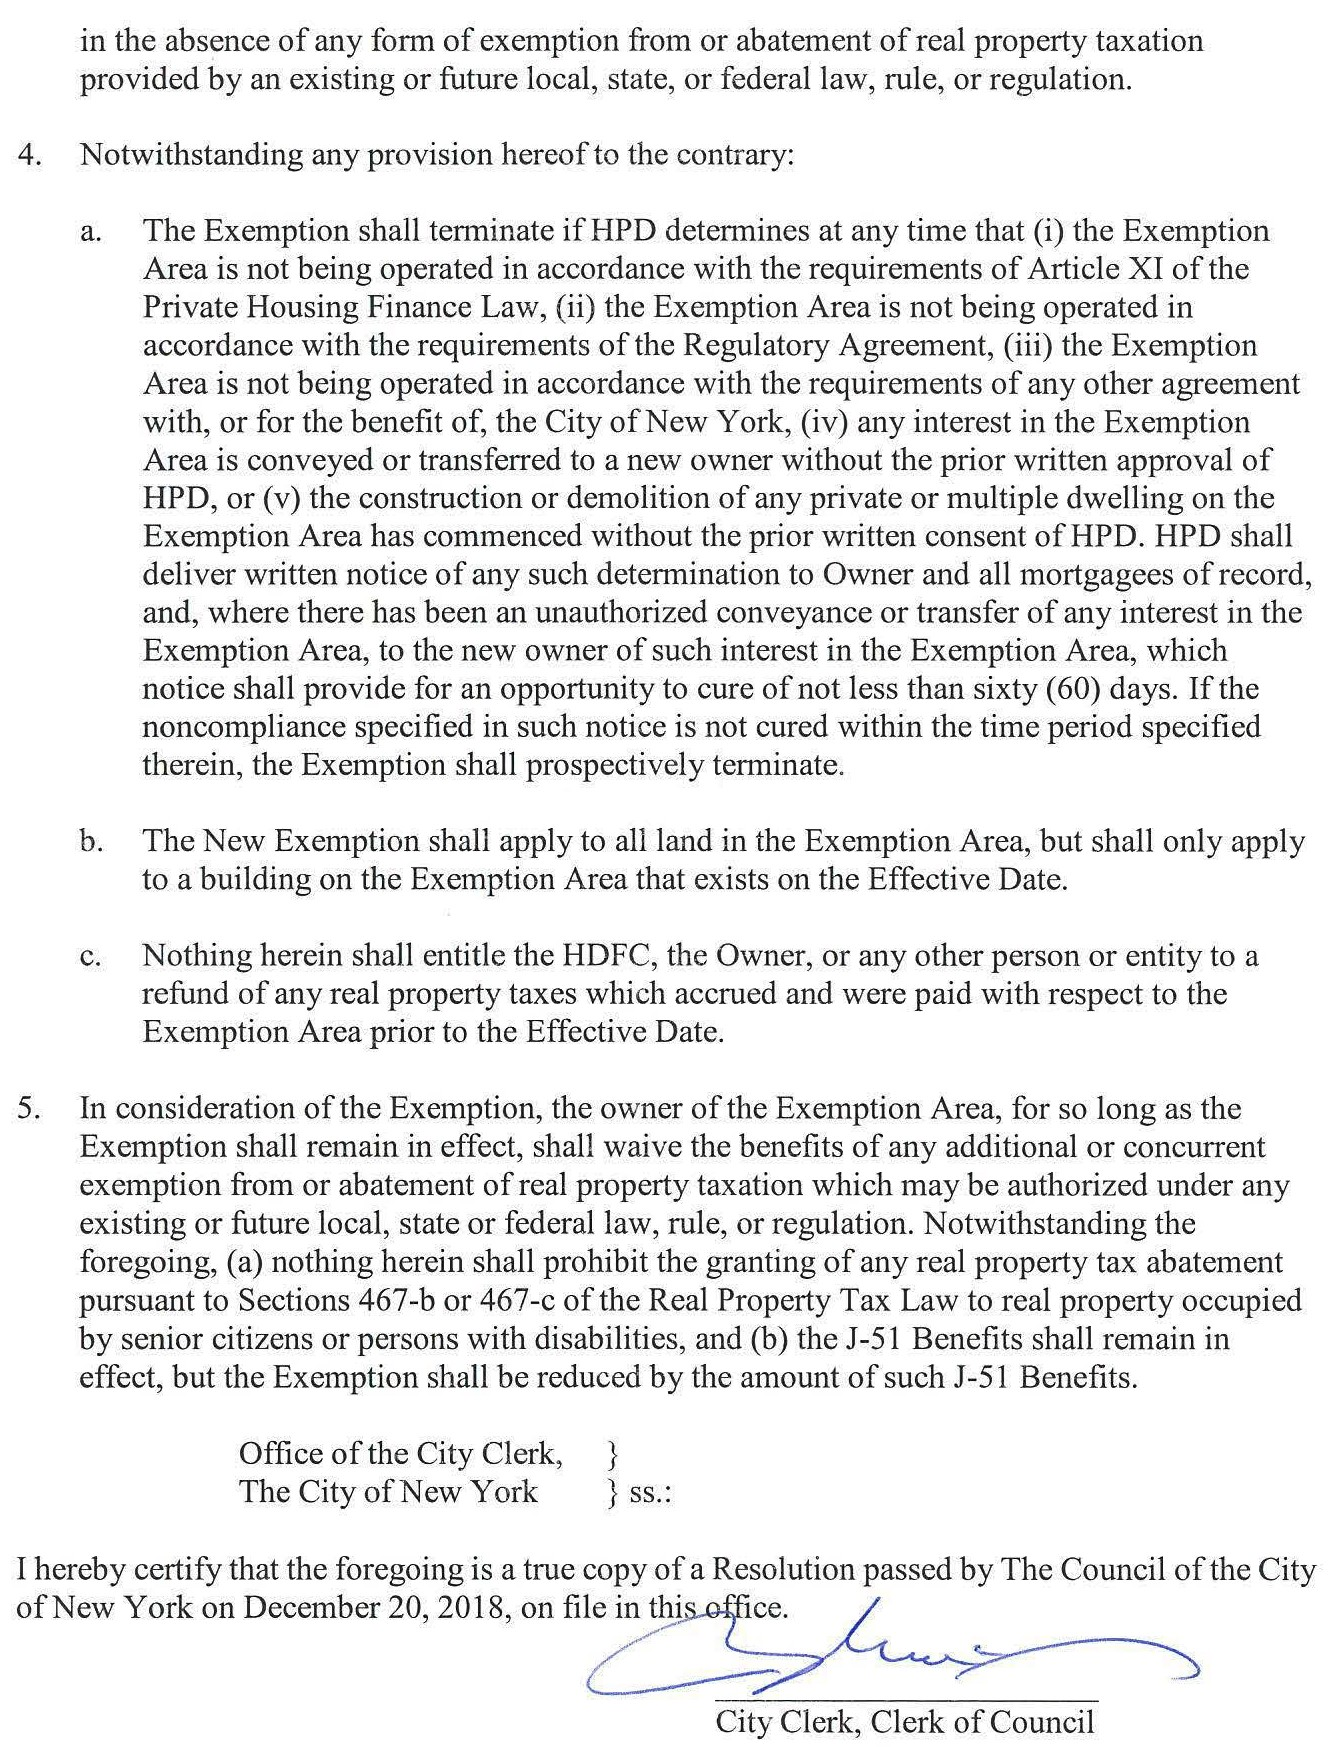 in the absence of any form of exemption from or abatement of real property taxation
provided by an existing or future local, state, or federal law, rule, or regulation.
4. Notwithstanding any provision hereof to the contrary:
a. The Exemption shall terminate if HPD determines at any time that (i) the Exemption
Area is not being operated in accordance with the requirements of Article XI of the
Private Housing Finance Law, (ii) the Exemption Area is not being operated in
accordance with the requirements of the Regulatory Agreement, (iii) the Exemption
Area is not being operated in accordance with the requirements of any other agreement
with, or for the benefit of, the City of New York, (iv) any interest in the Exemption
Area is conveyed or transferred to a new owner without the prior written approval of
HPD, or (v) the construction or demolition of any private or multiple dwelling on the
Exemption Area has commenced without the prior written consent of HPD. HPD shall
deliver written notice of any such determination to Owner and all mortgagees of record,
and, where there has been an unauthorized conveyance or transfer of any interest in the
Exemption Area, to the new owner of such interest in the Exemption Area, which
notice shall provide for an opportunity to cure of not less than sixty (60) days. If the
noncompliance specified in such notice is not cured within the time period specified
therein, the Exemption shall prospectively terminate.
b. The New Exemption shall apply to all land in the Exemption Area, but shall only apply
to a building on the Exemption Area that exists on the Effective Date.
c. Nothing herein shall entitle the HDFC, the Owner, or any other person or entity to a
refund of any real property taxes which accrued and were paid with respect to the
Exemption Area prior to the Effective Date.
5. In consideration of the Exemption, the owner of the Exemption Area, for so long as the
Exemption shall remain in effect, shall waive the benefits of any additional or concurrent
exemption from or abatement of real property taxation which may be authorized under any
existing or future local, state or federal law, rule, or regulation. Notwithstanding the
foregoing, (a) nothing herein shall prohibit the granting of any real property tax abatement
pursuant to Sections 467-b or 467-c of the Real Property Tax Law to real property occupied
by senior citizens or persons with disabilities, and (b) the J-51 Benefits shall remain in
effect, but the Exemption shall be reduced by the amount of such J-51 Benefits.
Office of the City Clerk, }
The City of New York } ss.:
I hereby certify that the foregoing is a true copy of a Resolution passed by The Council of the City
of New York on December 20, 2018, on file in this office.
City Clerk, Clerk of Council